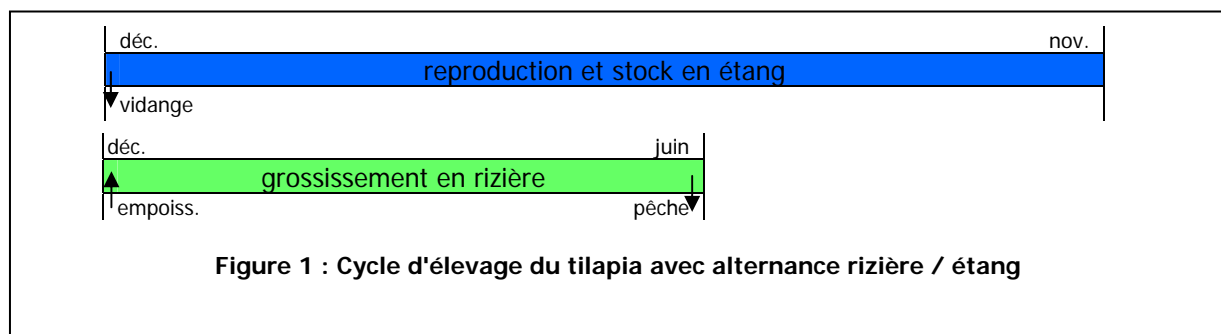 déc. nov.
reproduction et stock en étang
vidange
déc. juin
grossissement en rizière
empoiss. pêche
Figure 1 : Cycle d'élevage du tilapia avec alternance rizière / étang